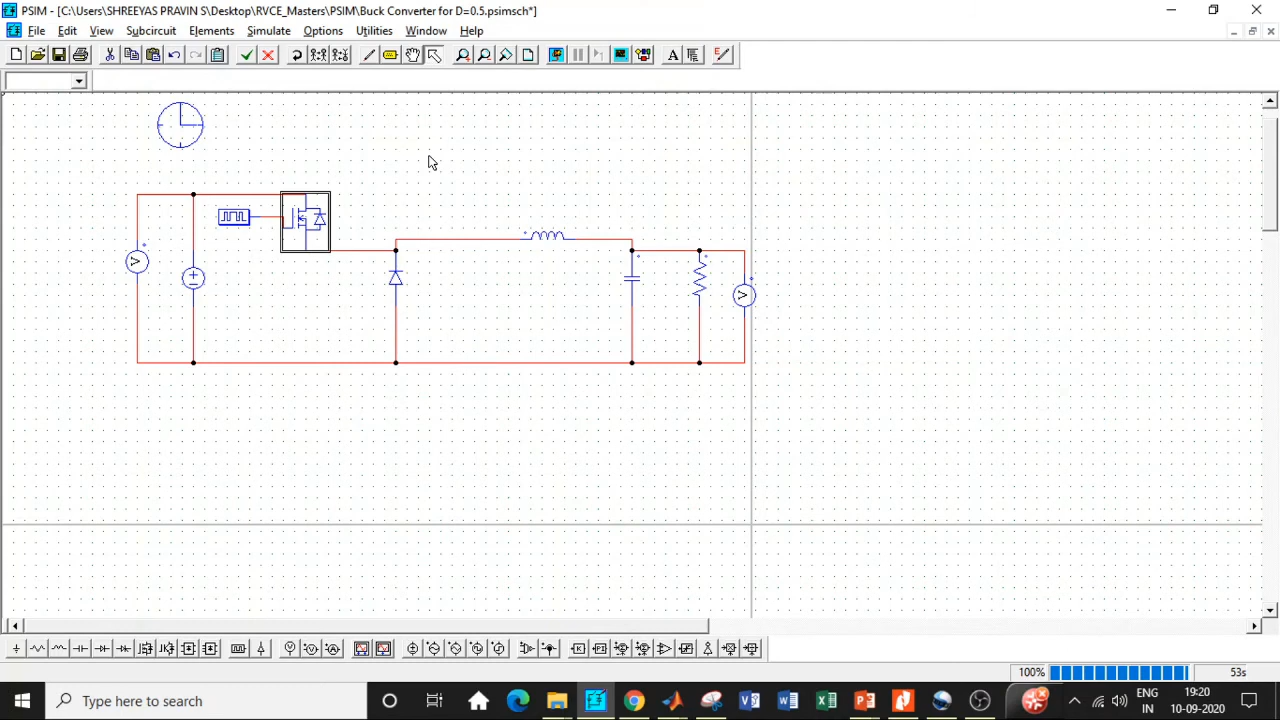 PSIM - [C:\Users\SHREEYAS PRAVIN S\Desktop\RVCE_Masters\PSIM\Buck Converter for D=0.5.psimsch*]
File Edit View Subcircuit Elements Simulate Options Utilities Window Help
A
V
V
K PI
100% 53s
Type here to search
ENG 19:20
IN 10-09-2020